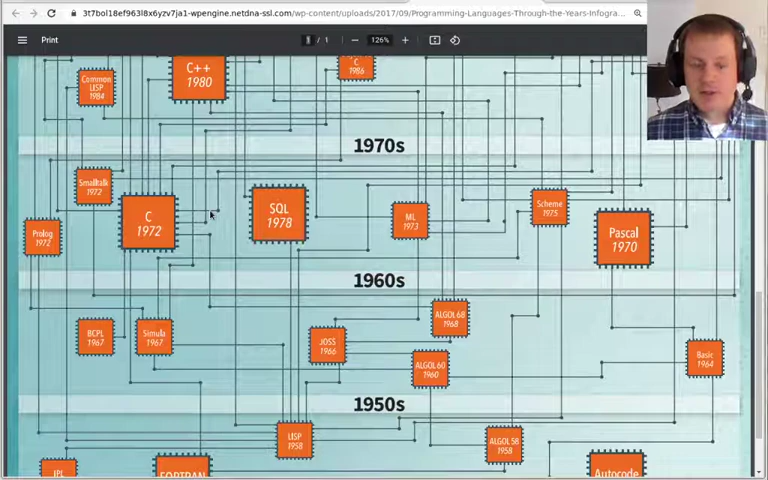 3t7bol18ef963l8x6yzv7ja1-wpengine.netdna-ssl.com/wp-content/uploads/2017/09/Programming-Languages-Through-the-Years-Infogra...
Print
1 / 1
126%
C++
1980
C
1986
Common
LISP
1984
1970s
Smalltalk
1972
C
1972
SQL
1978
ML
1973
Scheme
1975
Pascal
1970
Prolog
1972
1960s
BCPL
1967
Simula
1967
JOSS
1966
ALGOL 68
1968
ALGOL 60
1960
Basic
1964
1950s
LISP
1958
ALGOL 58
1958
IPL
FORTRAN
Autocode